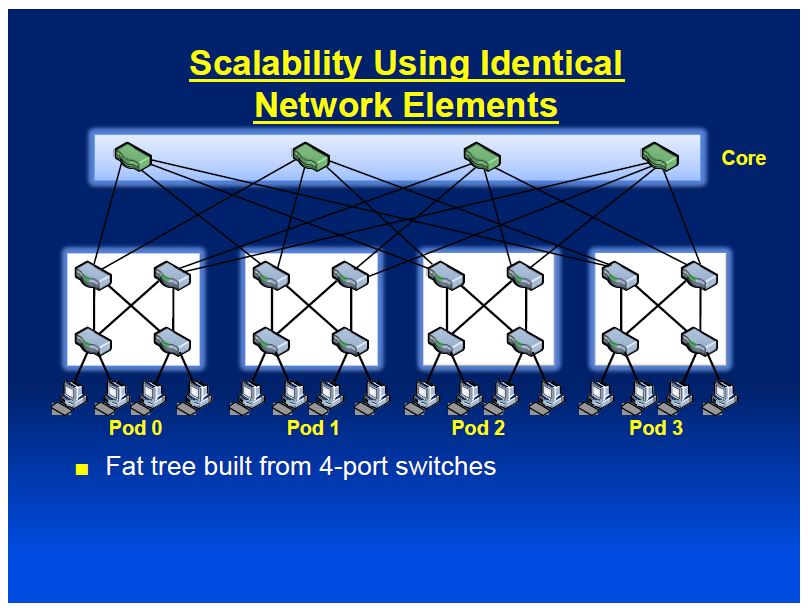 Scalability Using Identical
Network Elements
Core
Pod 0 Pod 1 Pod 2 Pod 3
■ Fat tree built from 4-port switches